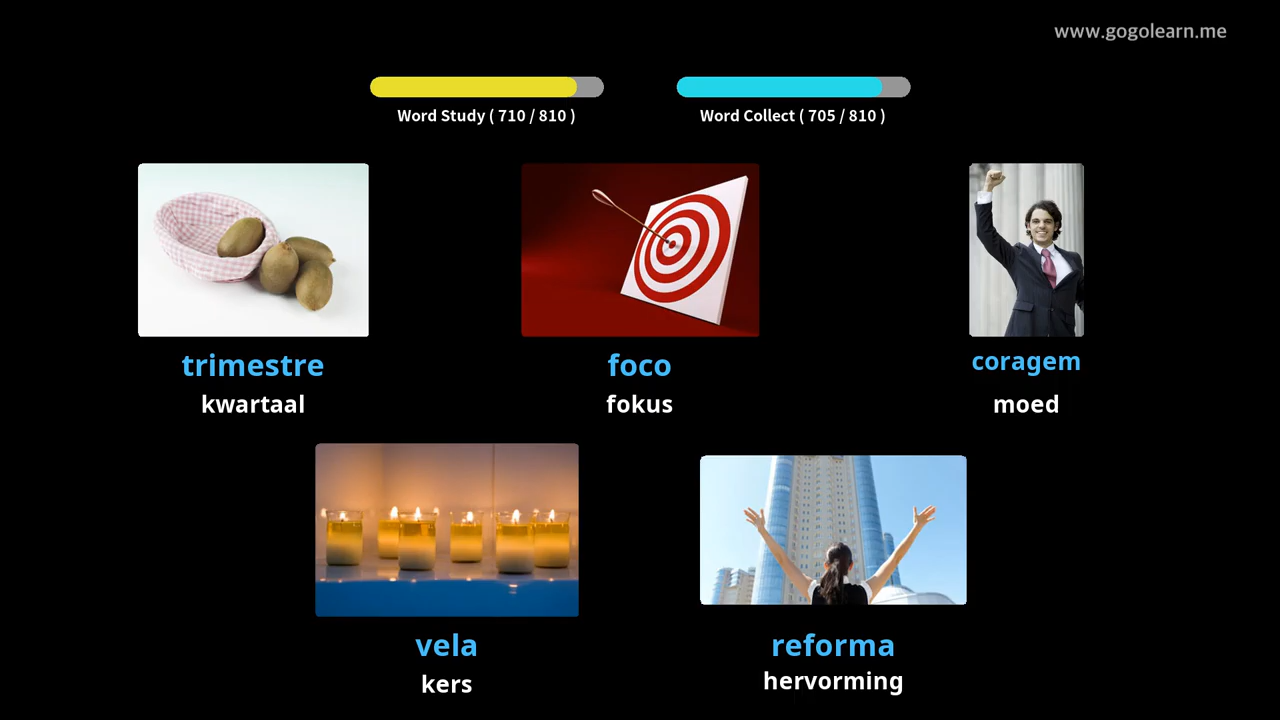 www.gogolearn.me
Word Study ( 710 / 810 )
Word Collect ( 705 / 810 )
trimestre
kwartaal
foco
fokus
coragem
moed
vela
kers
reforma
hervorming